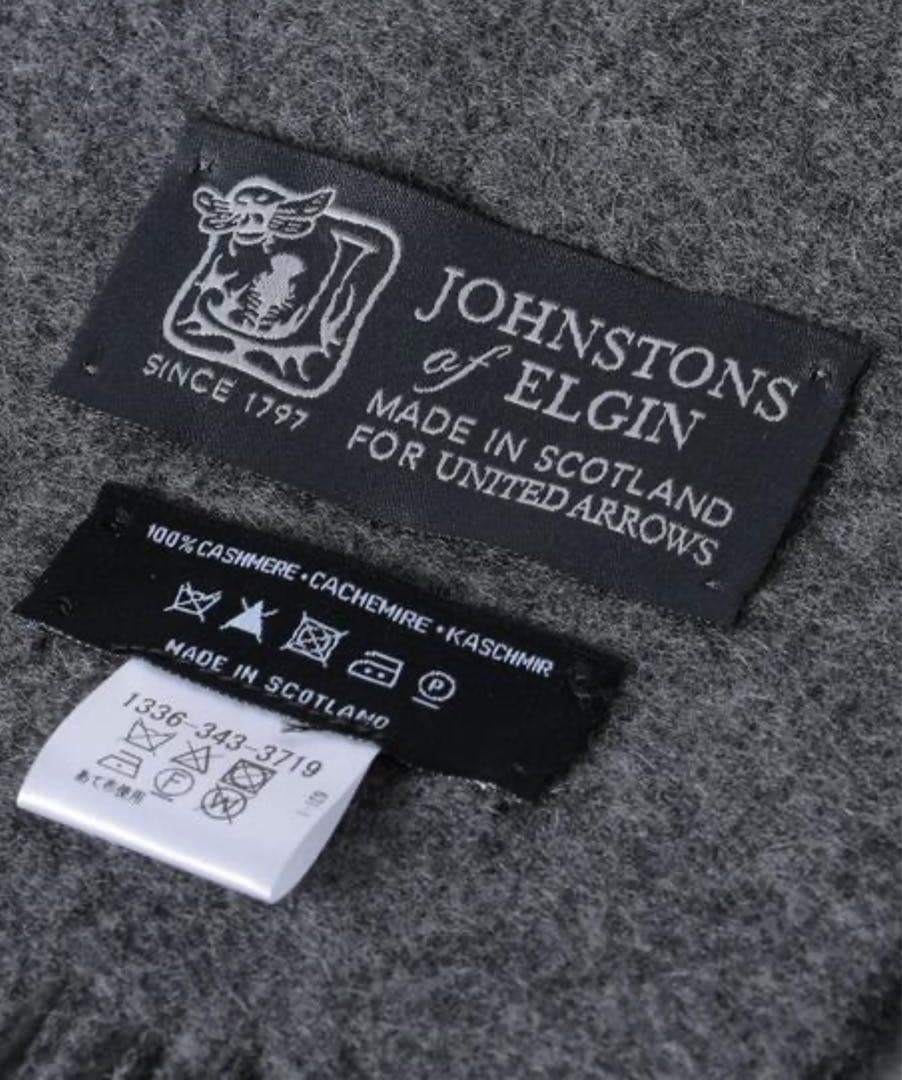 SINCE 1797
JOHNSTONS
of ELGIN
MADE IN SCOTLAND
FOR UNITED ARROWS
100% CASHMERE • CACHEMIRE • KASCHMIR
P
MADE IN SCOTLAND
1336-343-3719
F
W
あて布使用